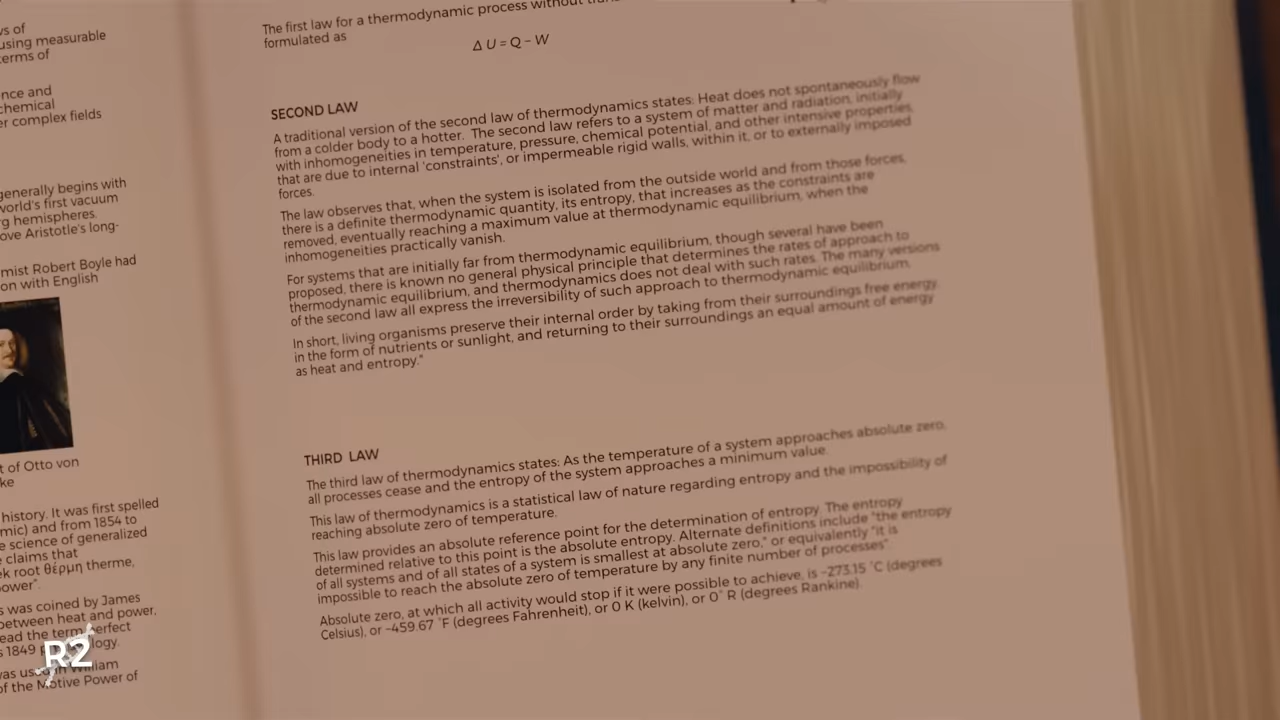 ws of
using measurable
terms of
nce and
chemical
er complex fields
generally begins with
world's first vacuum
rg hemispheres.
ove Aristotle's long-
mist Robert Boyle had
on with English
t of Otto von
ke
history. It was first spelled
mic) and from 1854 to
e science of generalized
claims that
ek root θέρμη therme,
power".
s was coined by James
between heat and power,
ead the term perfect
s 1849
was used in William
of the Motive Power of
The first law for a thermodynamic process without
formulated as
Δ U = Q − W
SECOND LAW
A traditional version of the second law of thermodynamics states: Heat does not spontaneously flow
from a colder body to a hotter. The second law refers to a system of matter and radiation, initially
with inhomogeneities in temperature, pressure, chemical potential, and other intensive properties,
that are due to internal 'constraints', or impermeable rigid walls, within it, or to externally imposed
forces.
The law observes that, when the system is isolated from the outside world and from those forces,
there is a definite thermodynamic quantity, its entropy, that increases as the constraints are
removed, eventually reaching a maximum value at thermodynamic equilibrium, when the
inhomogeneities practically vanish.
For systems that are initially far from thermodynamic equilibrium, though several have been
proposed, there is known no general physical principle that determines the rates of approach to
thermodynamic equilibrium, and thermodynamics does not deal with such rates. The many versions
of the second law all express the irreversibility of such approach to thermodynamic equilibrium.
In short, living organisms preserve their internal order by taking from their surroundings free energy,
in the form of nutrients or sunlight, and returning to their surroundings an equal amount of energy
as heat and entropy."
THIRD LAW
The third law of thermodynamics states: As the temperature of a system approaches absolute zero,
all processes cease and the entropy of the system approaches a minimum value.
This law of thermodynamics is a statistical law of nature regarding entropy and the impossibility of
reaching absolute zero of temperature.
This law provides an absolute reference point for the determination of entropy. The entropy
determined relative to this point is the absolute entropy. Alternate definitions include "the entropy
of all systems and of all states of a system is smallest at absolute zero," or equivalently "it is
impossible to reach the absolute zero of temperature by any finite number of processes".
Absolute zero, at which all activity would stop if it were possible to achieve, is −273.15 °C (degrees
Celsius), or −459.67 °F (degrees Fahrenheit), or 0 K (kelvin), or 0° R (degrees Rankine).
R2